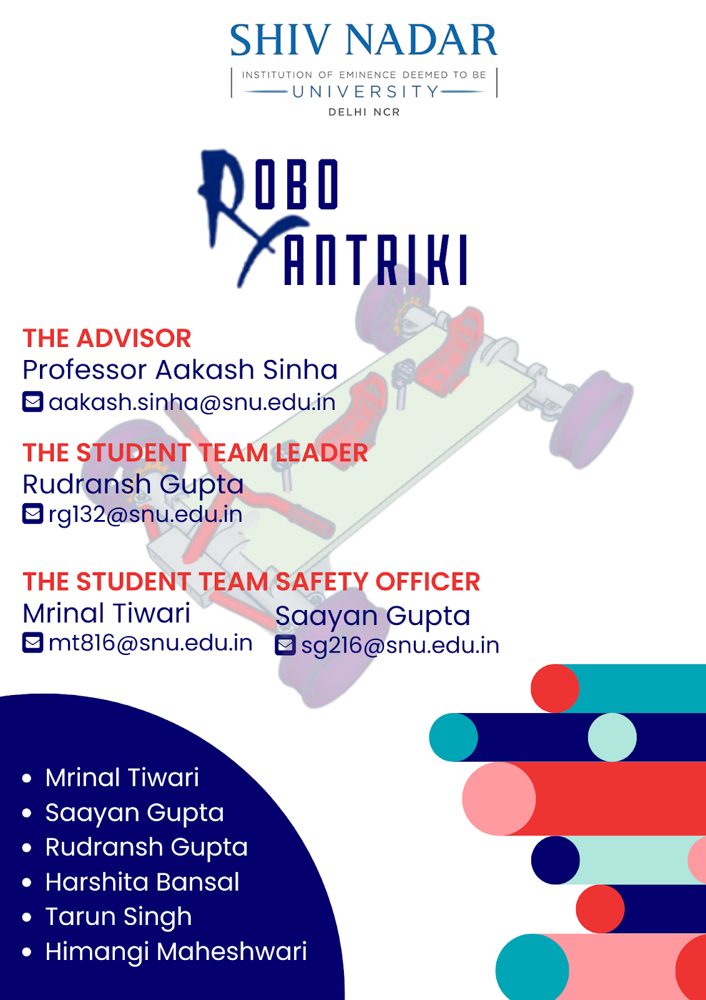 SHIV NADAR
INSTITUTION OF EMINENCE DEEMED TO BE
UNIVERSITY
DELHI NCR
ROBO
YANTRIKI
THE ADVISOR
Professor Aakash Sinha
aakash.sinha@snu.edu.in
THE STUDENT TEAM LEADER
Rudransh Gupta
rg132@snu.edu.in
THE STUDENT TEAM SAFETY OFFICER
Mrinal Tiwari
mt816@snu.edu.in
Saayan Gupta
sg216@snu.edu.in
• Mrinal Tiwari
• Saayan Gupta
• Rudransh Gupta
• Harshita Bansal
• Tarun Singh
• Himangi Maheshwari